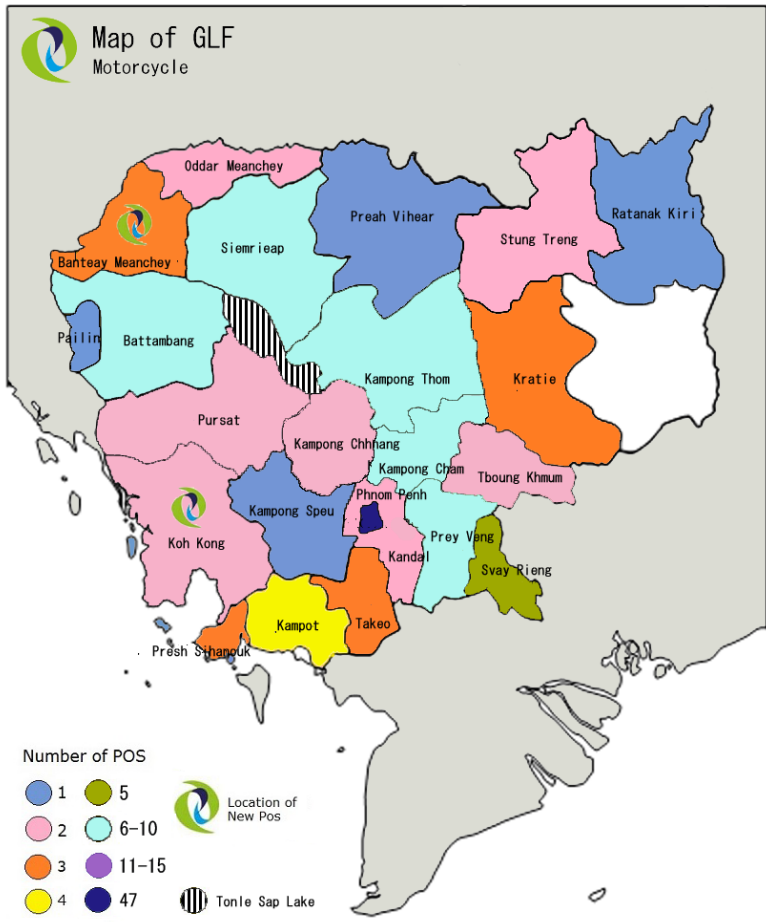 Map of GLF
Motorcycle
Oddar Meanchey
Preah Vihear
Ratanak Kiri
Stung Treng
Siemrieap
Banteay Meanchey
Pailin
Battambang
Kampong Thom
Kratie
Pursat
Kampong Chhnang
Kampong Cham
Tboung Khmum
Phnom Penh
Kampong Speu
Koh Kong
Prey Veng
Kandal
Svay Rieng
Kampot
Takeo
Presh Sihanouk
Number of POS
1
5
2
6-10
3
11-15
4
47
Location of
New Pos
Tonle Sap Lake